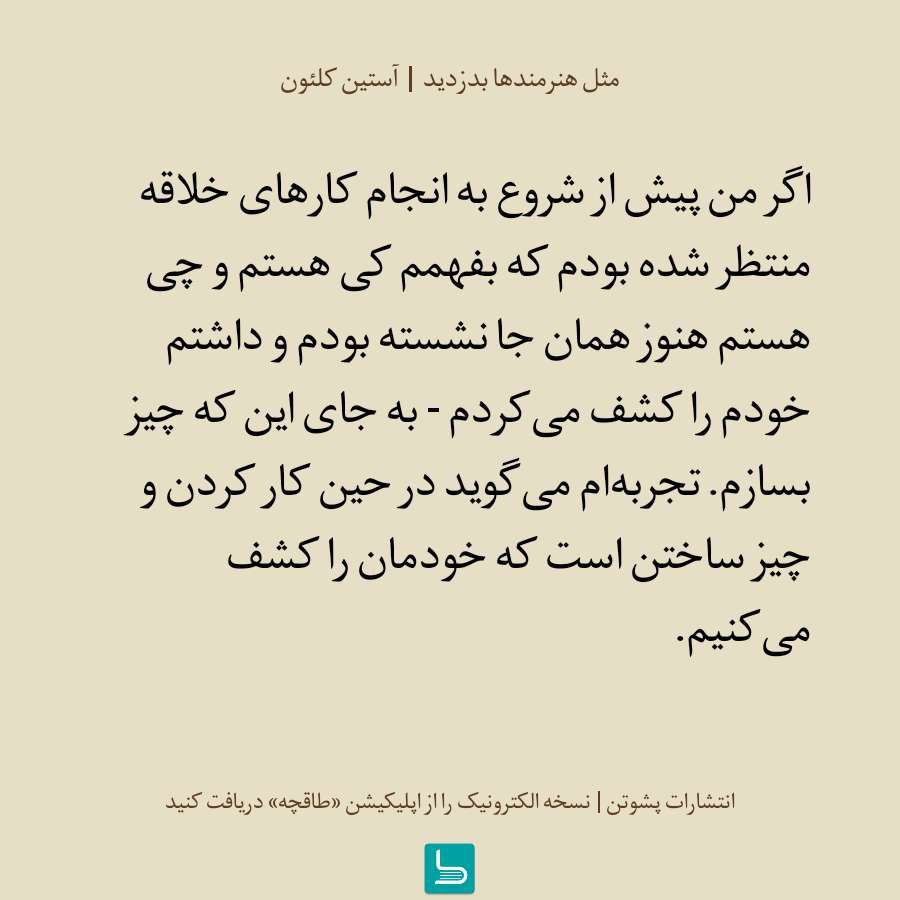 مثل هنرمندها بدزدید | آستین کلئون
اگر من پیش از شروع به انجام کارهای خلاقه
منتظر شده بودم که بفهمم کی هستم و چی
هستم هنوز همان جا نشسته بودم و داشتم
خودم را کشف می‌کردم - به جای این که چیز
بسازم. تجربه‌ام می‌گوید در حین کار کردن و
چیز ساختن است که خودمان را کشف
می‌کنیم.
انتشارات پشوتن | نسخه الکترونیک را از اپلیکیشن «طاقچه» دریافت کنید